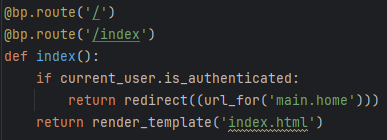 @bp.route('/')
@bp.route('/index')
def index():
    if current_user.is_authenticated:
        return redirect((url_for('main.home')))
    return render_template('index.html')